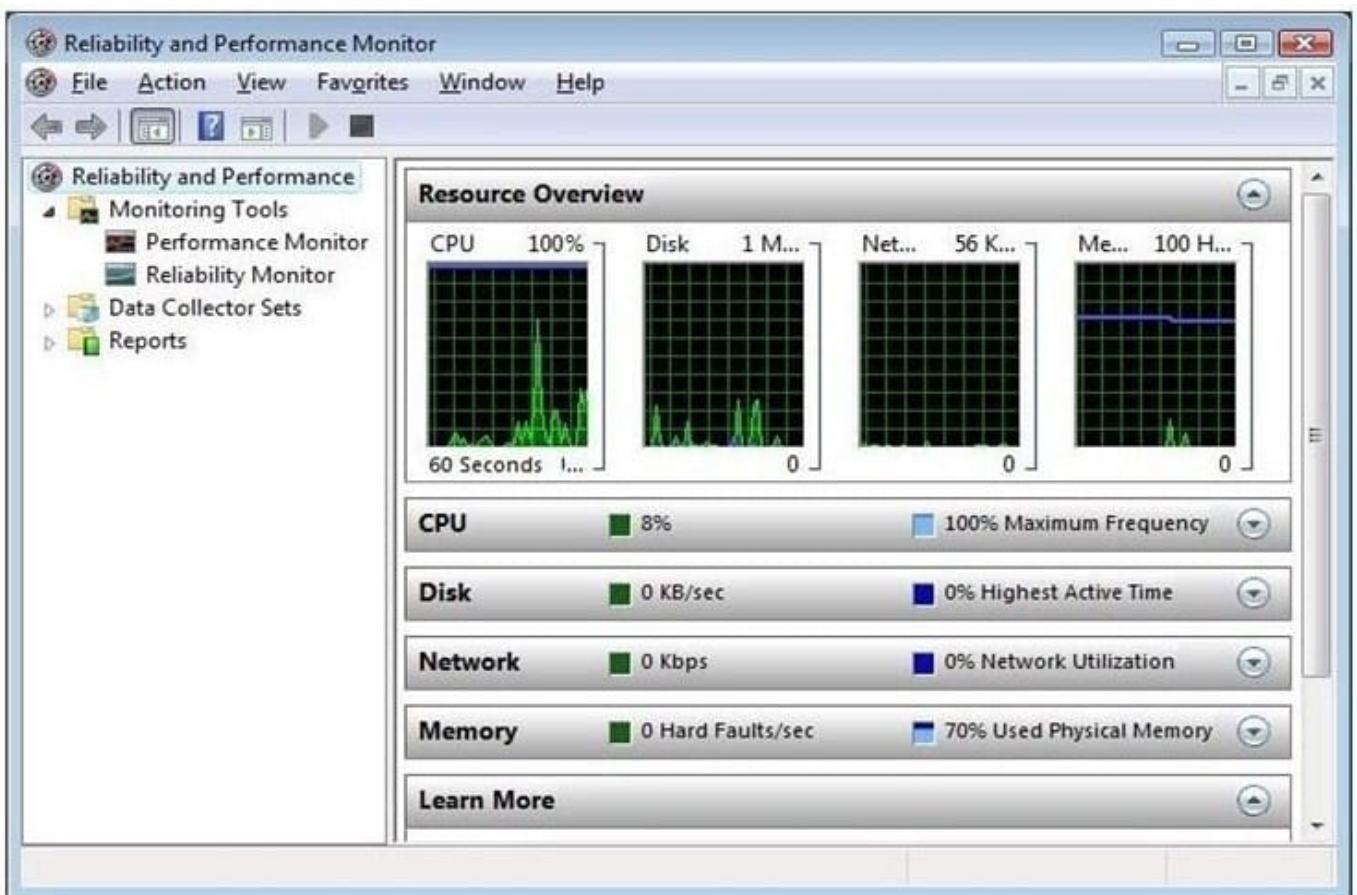 Reliability and Performance Monitor
File Action View Favorites Window Help
Reliability and Performance
Monitoring Tools
Performance Monitor
Reliability Monitor
Data Collector Sets
Reports
Resource Overview
CPU 100% Disk 1 M... Net... 56 K... Me... 100 H...
60 Seconds 0 0 0
CPU 8% 100% Maximum Frequency
Disk 0 KB/sec 0% Highest Active Time
Network 0 Kbps 0% Network Utilization
Memory 0 Hard Faults/sec 70% Used Physical Memory
Learn More